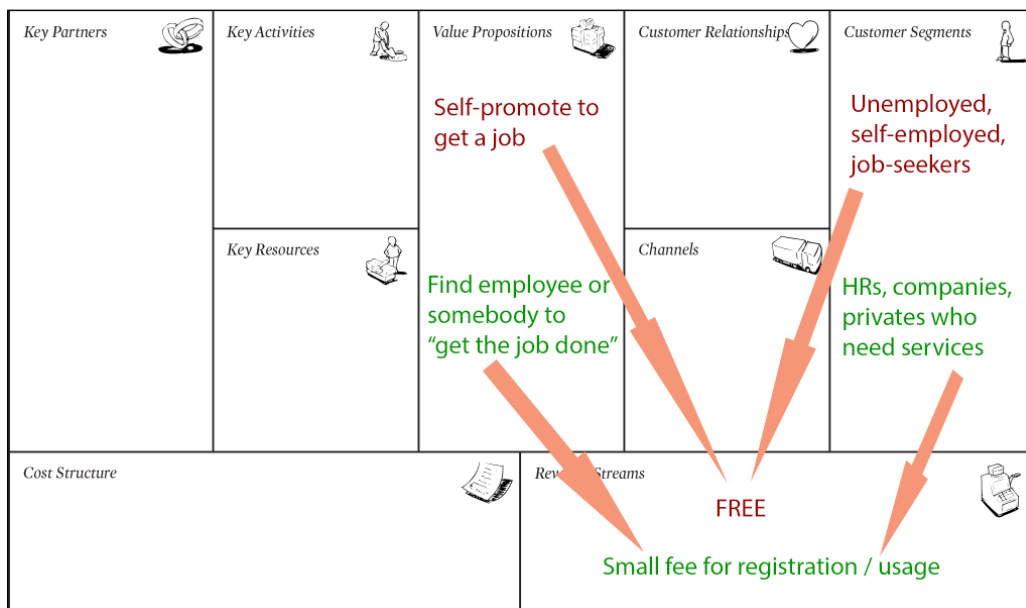 Key Partners
Key Activities
Value Propositions
Customer Relationships
Customer Segments
Self-promote to
get a job
Unemployed,
self-employed,
job-seekers
Key Resources
Channels
Find employee or
somebody to
"get the job done"
HRs, companies,
privates who
need services
Cost Structure
Revenue Streams
FREE
Small fee for registration / usage